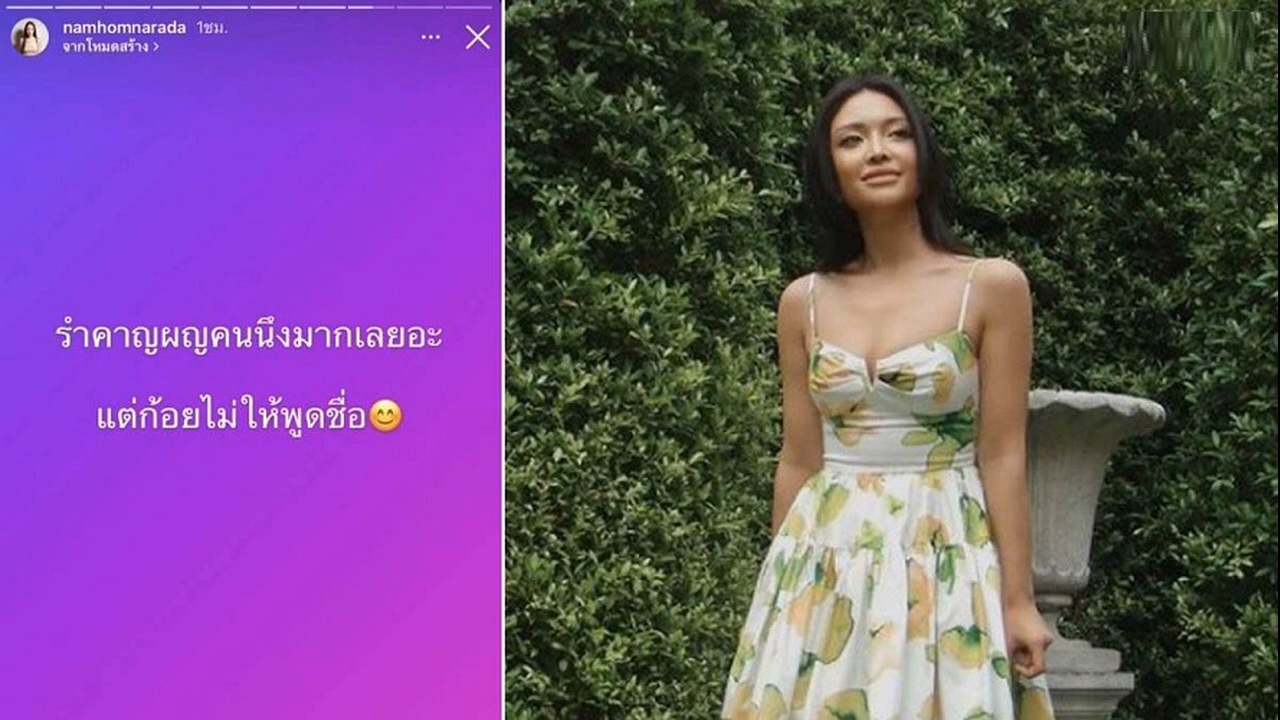 namhomnarada 1ชม.
จากโหมดสร้าง >
รำคาญผญคนนึงมากเลยอะ
แต่ก้อยไม่ให้พูดชื่อ😊